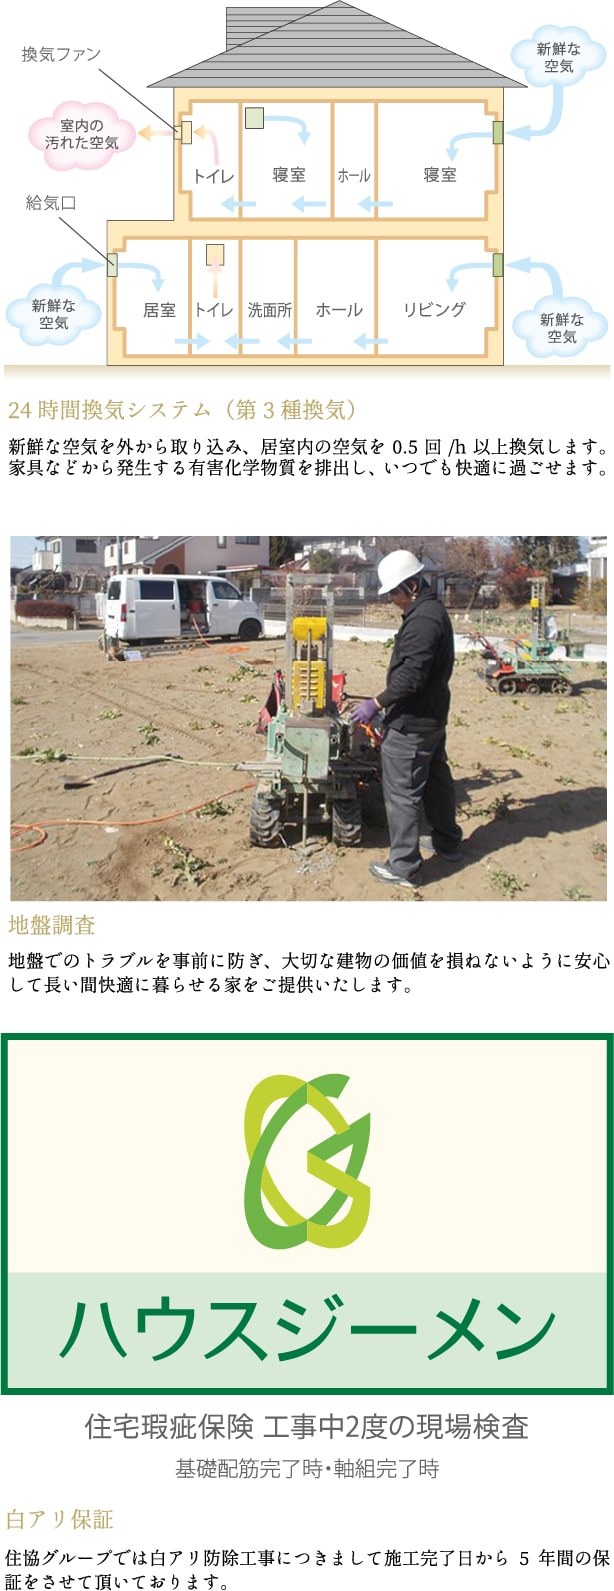 換気ファン
新鮮な
空気
室内の
汚れた空気
トイレ
寝室
ホール
寝室
給気口
新鮮な
空気
居室
トイレ
洗面所
ホール
リビング
新鮮な
空気
24時間換気システム（第3種換気）
新鮮な空気を外から取り込み、居室内の空気を 0.5 回 /h 以上換気します。
家具などから発生する有害化学物質を排出し、いつでも快適に過ごせます。
地盤調査
地盤でのトラブルを事前に防ぎ、大切な建物の価値を損ねないように安心
して長い間快適に暮らせる家をご提供いたします。
ハウスジーメン
住宅瑕疵保険 工事中2度の現場検査
基礎配筋完了時・軸組完了時
白アリ保証
住協グループでは白アリ防除工事につきまして施工完了日から 5 年間の保
証をさせて頂いております。